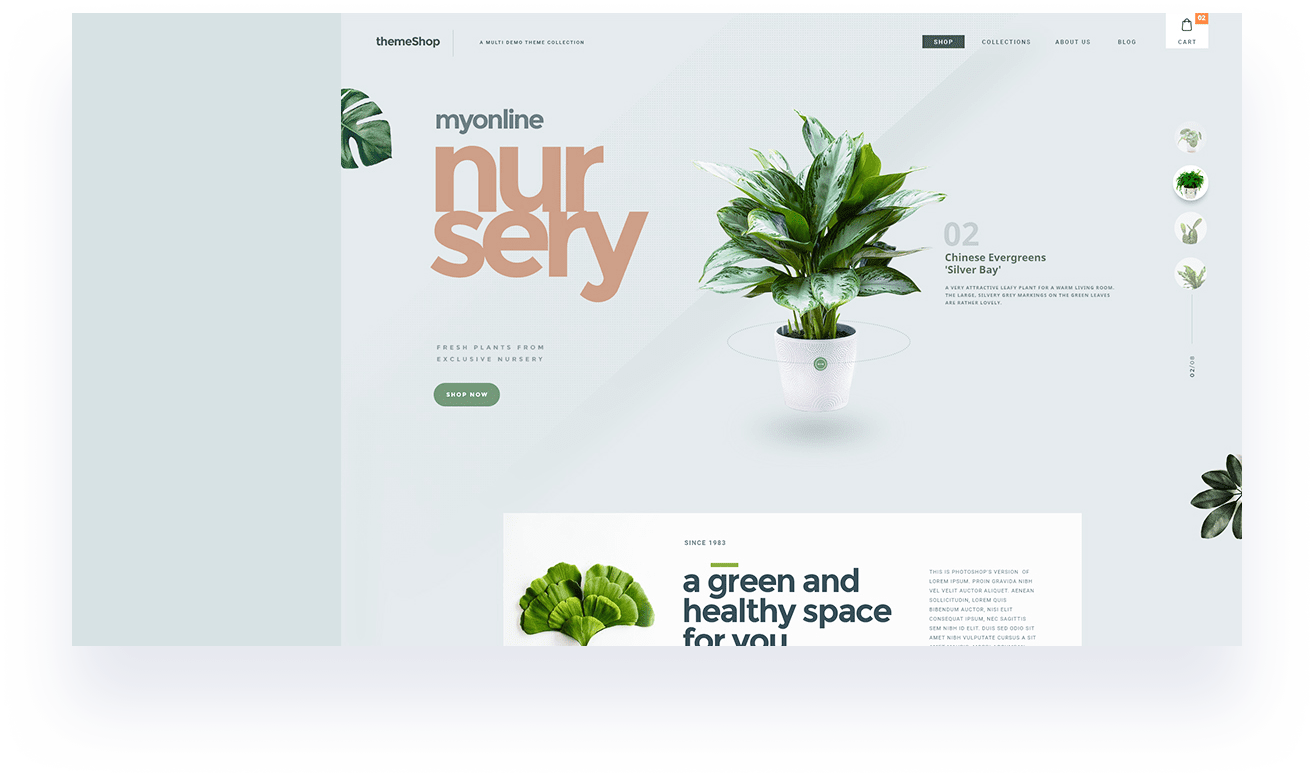 themeShop
A MULTI DEMO THEME COLLECTION
SHOP
COLLECTIONS
ABOUT US
BLOG
02
CART
myonline
nur
sery
FRESH PLANTS FROM
EXCLUSIVE NURSERY
SHOP NOW
02
Chinese Evergreens
'Silver Bay'
A VERY ATTRACTIVE LEAFY PLANT FOR A WARM LIVING ROOM.
THE LARGE, SILVERY GREY MARKINGS ON THE GREEN LEAVES
ARE RATHER LOVELY.
02/08
SINCE 1983
a green and
healthy space
for you
THIS IS PHOTOSHOP'S VERSION OF
LOREM IPSUM. PROIN GRAVIDA NIBH
VEL VELIT AUCTOR ALIQUET. AENEAN
SOLLICITUDIN, LOREM QUIS
BIBENDUM AUCTOR, NISI ELIT
CONSEQUAT IPSUM, NEC SAGITTIS
SEM NIBH ID ELIT. DUIS SED ODIO SIT
AMET NIBH VULPUTATE CURSUS A SIT